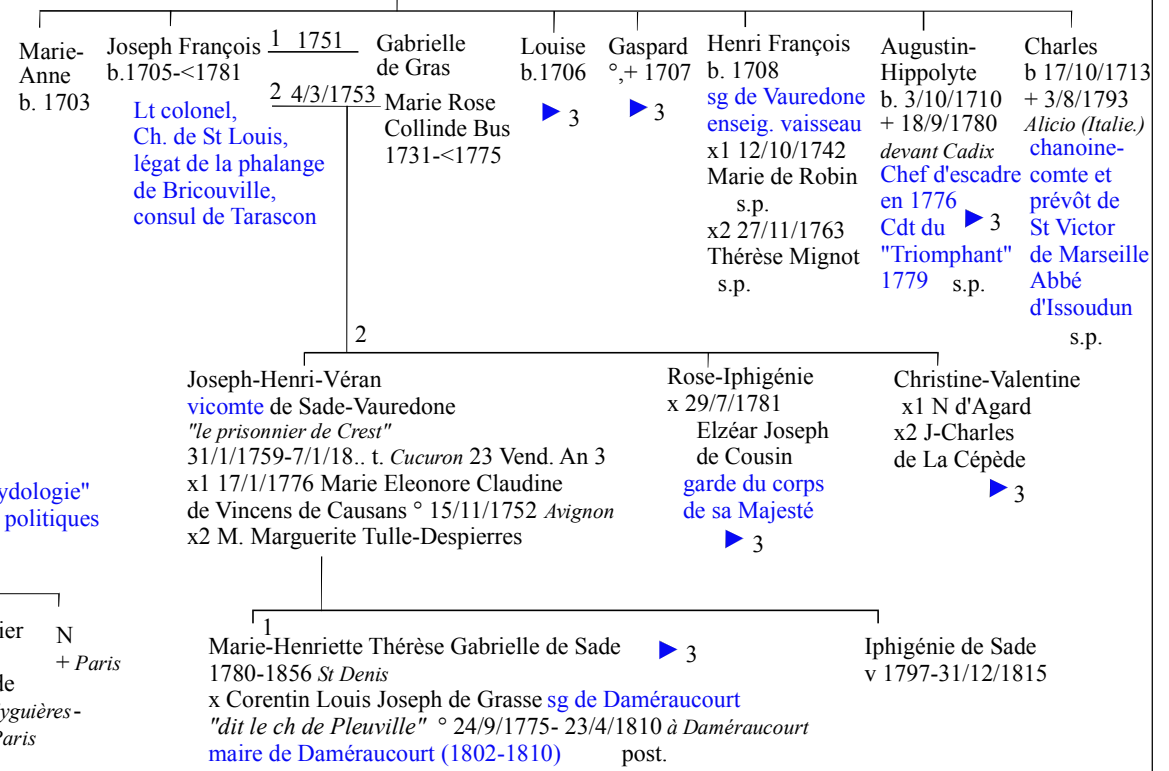 Marie-
Anne
b. 1703
Joseph François
b.1705-<1781
Lt colonel,
Ch. de St Louis,
légat de la phalange
de Bricouville,
consul de Tarascon
1 1751
2 4/3/1753
Gabrielle
de Gras
Marie Rose
Collinde Bus
1731-<1775
Louise
b.1706
▶ 3
Gaspard
°,+ 1707
▶ 3
Henri François
b. 1708
sg de Vauredone
enseig. vaisseau
x1 12/10/1742
Marie de Robin
s.p.
x2 27/11/1763
Thérèse Mignot
s.p.
Augustin-
Hippolyte
b. 3/10/1710
+ 18/9/1780
devant Cadix
Chef d'escadre
en 1776
Cdt du ▶ 3
"Triomphant"
1779 s.p.
Charles
b 17/10/1713
+ 3/8/1793
Alicio (Italie.)
chanoine-
comte et
prévôt de
St Victor
de Marseille
Abbé
d'Issoudun
s.p.
2
Joseph-Henri-Véran
vicomte de Sade-Vauredone
"le prisonnier de Crest"
31/1/1759-7/1/18.. t. Cucuron 23 Vend. An 3
x1 17/1/1776 Marie Eleonore Claudine
de Vincens de Causans ° 15/11/1752 Avignon
x2 M. Marguerite Tulle-Despierres
Rose-Iphigénie
x 29/7/1781
Elzéar Joseph
de Cousin
garde du corps
de sa Majesté
▶ 3
Christine-Valentine
x1 N d'Agard
x2 J-Charles
de La Cépède
▶ 3
ydologie"
politiques
ier
de
yguières-
Paris
N
+ Paris
1
Marie-Henriette Thérèse Gabrielle de Sade ▶ 3
1780-1856 St Denis
x Corentin Louis Joseph de Grasse sg de Daméraucourt
"dit le ch de Pleuville" ° 24/9/1775- 23/4/1810 à Daméraucourt
maire de Daméraucourt (1802-1810) post.
Iphigénie de Sade
v 1797-31/12/1815